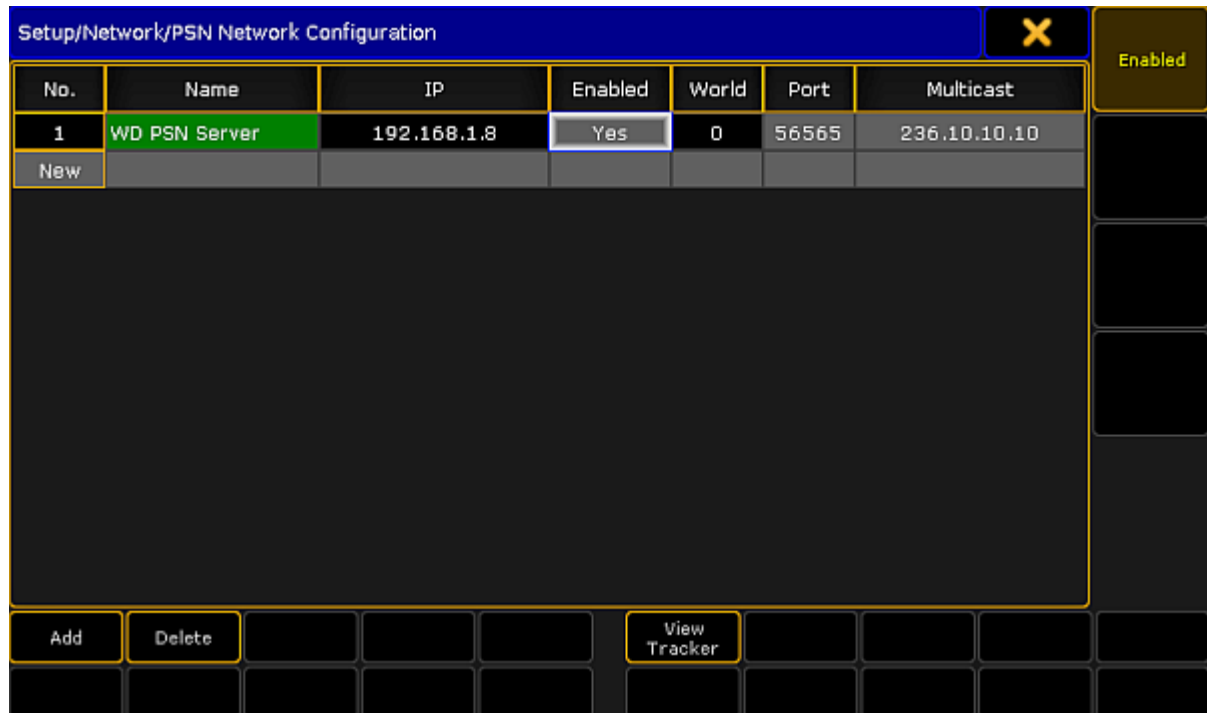 Setup/Network/PSN Network Configuration
Enabled
No. Name IP Enabled World Port Multicast
1 WD PSN Server 192.168.1.8 Yes 0 56565 236.10.10.10
New
Add Delete View
Tracker